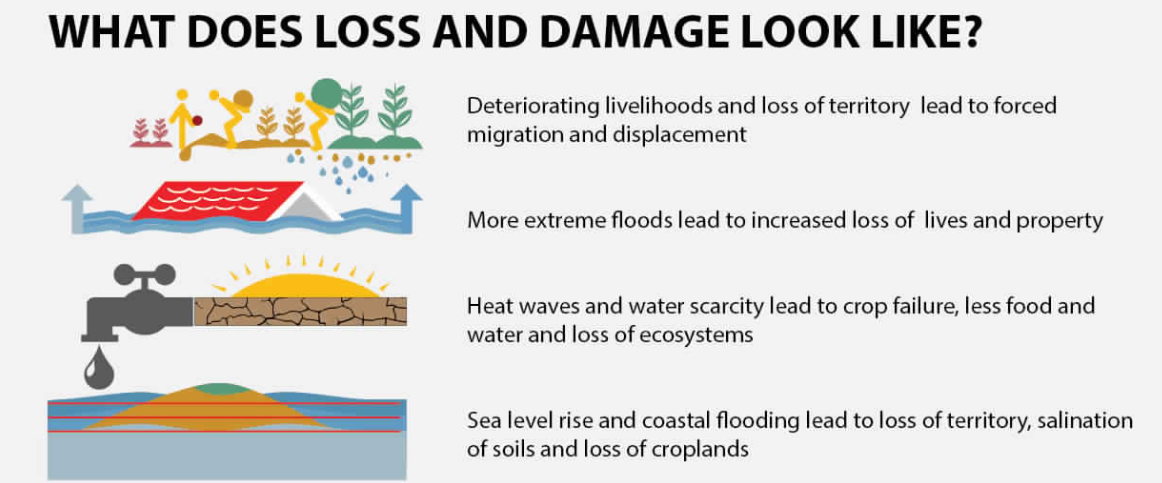 WHAT DOES LOSS AND DAMAGE LOOK LIKE?
Deteriorating livelihoods and loss of territory lead to forced
migration and displacement
More extreme floods lead to increased loss of lives and property
Heat waves and water scarcity lead to crop failure, less food and
water and loss of ecosystems
Sea level rise and coastal flooding lead to loss of territory, salination
of soils and loss of croplands